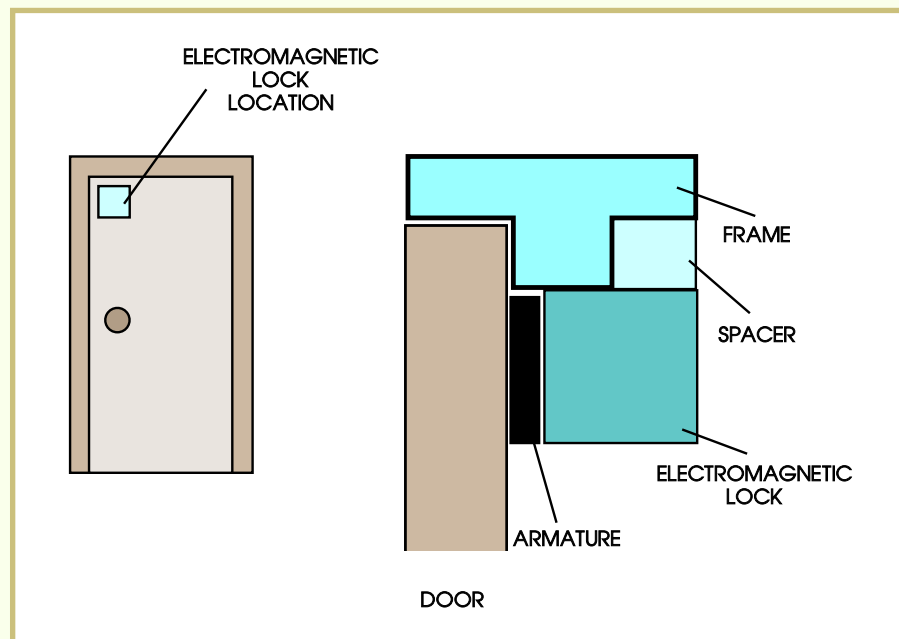 ELECTROMAGNETIC
LOCK
LOCATION
FRAME
SPACER
ELECTROMAGNETIC
LOCK
ARMATURE
DOOR